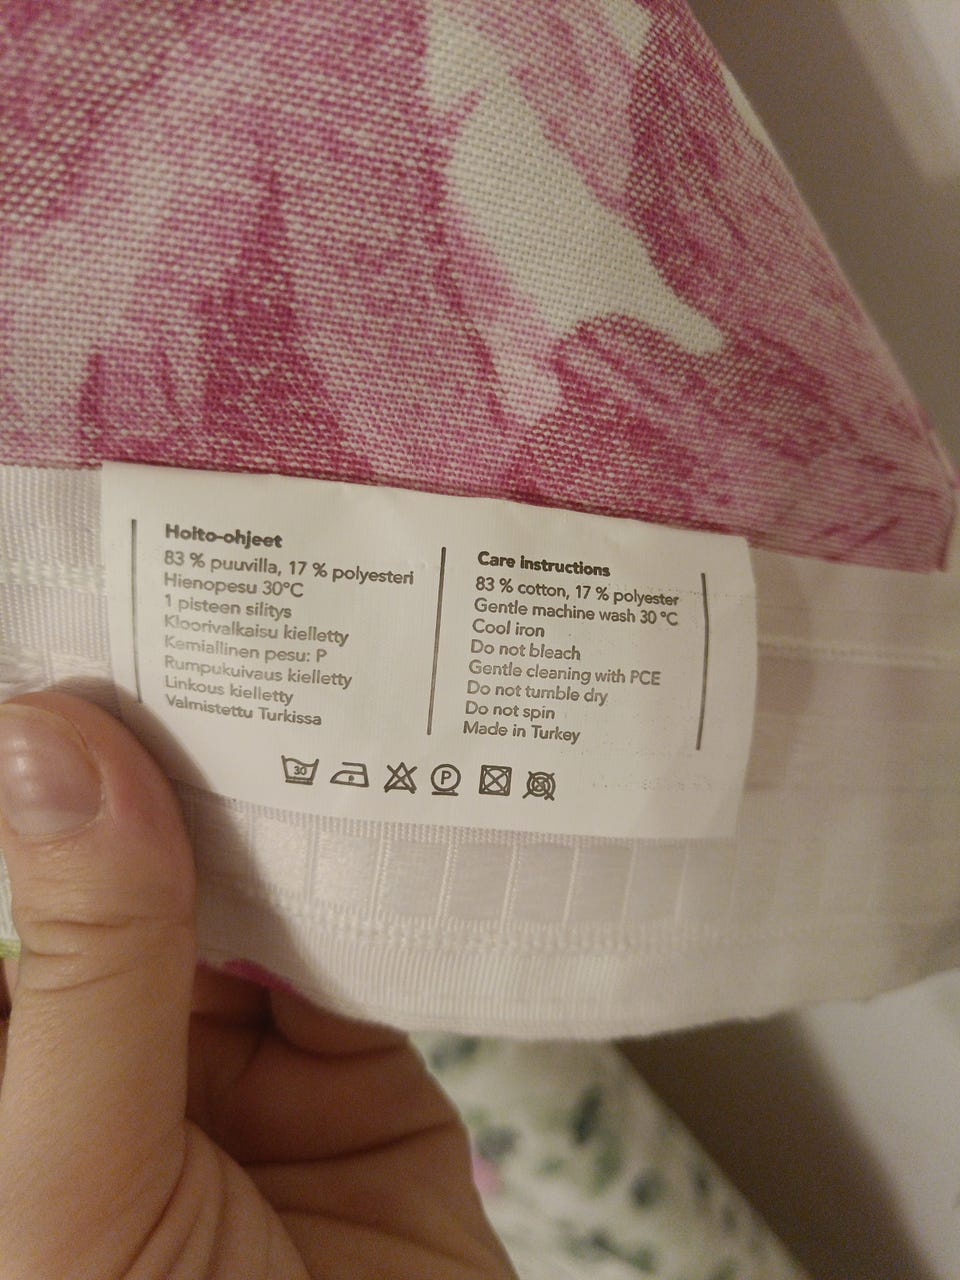 Hoito-ohjeet
83 % puuvilla, 17 % polyesteri
Hienopesu 30°C
1 pisteen silitys
Kloorivalkaisu kielletty
Kemiallinen pesu: P
Rumpukuivaus kielletty
Linkous kielletty
Valmistettu Turkissa
Care instructions
83 % cotton, 17 % polyester
Gentle machine wash 30 °C
Cool iron
Do not bleach
Gentle cleaning with PCE
Do not tumble dry
Do not spin
Made in Turkey
30 P